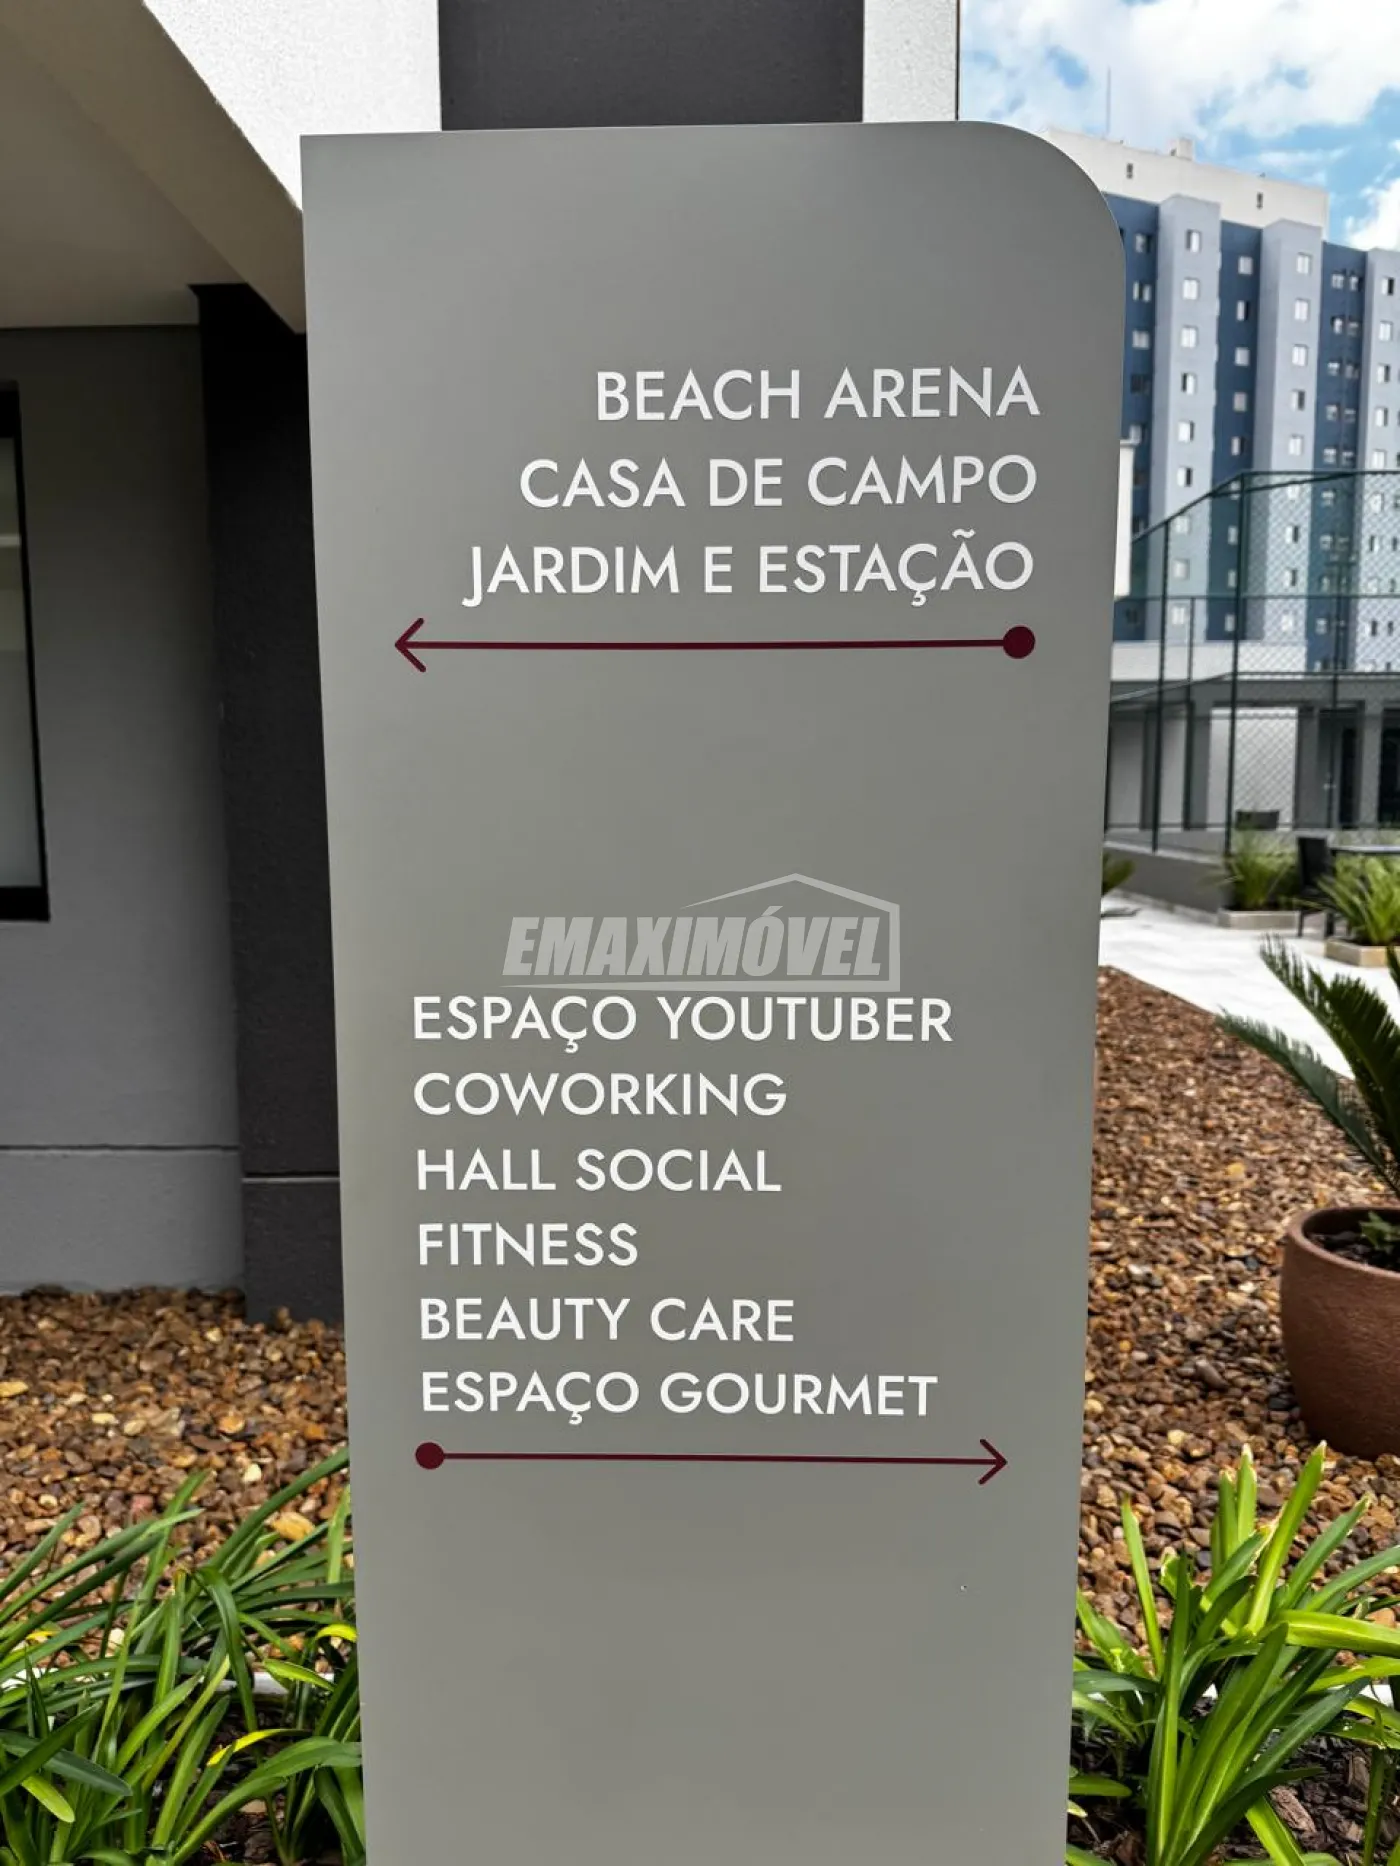 BEACH ARENA
CASA DE CAMPO
JARDIM E ESTAÇÃO
EMAXIMÓVEL
ESPAÇO YOUTUBER
COWORKING
HALL SOCIAL
FITNESS
BEAUTY CARE
ESPAÇO GOURMET